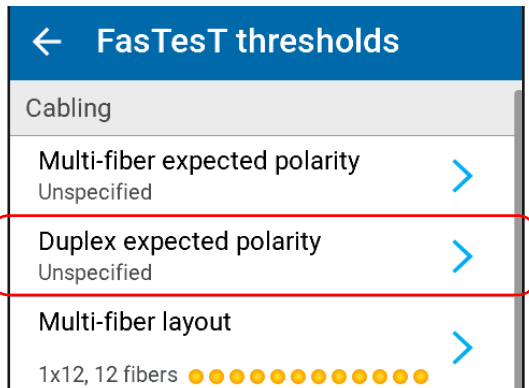 FasTesT thresholds
Cabling
Multi-fiber expected polarity
Unspecified
Duplex expected polarity
Unspecified
Multi-fiber layout
1x12, 12 fibers